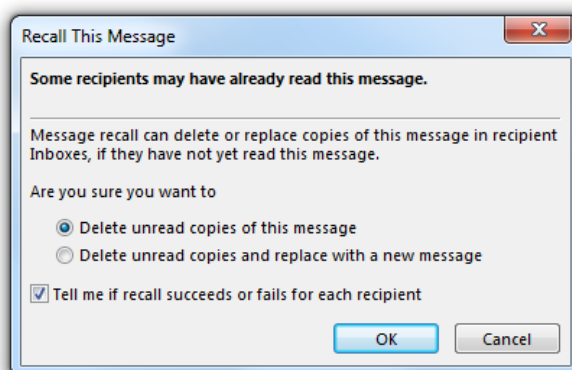 Recall This Message
Some recipients may have already read this message.
Message recall can delete or replace copies of this message in recipient
Inboxes, if they have not yet read this message.
Are you sure you want to
Delete unread copies of this message
Delete unread copies and replace with a new message
Tell me if recall succeeds or fails for each recipient
OK Cancel